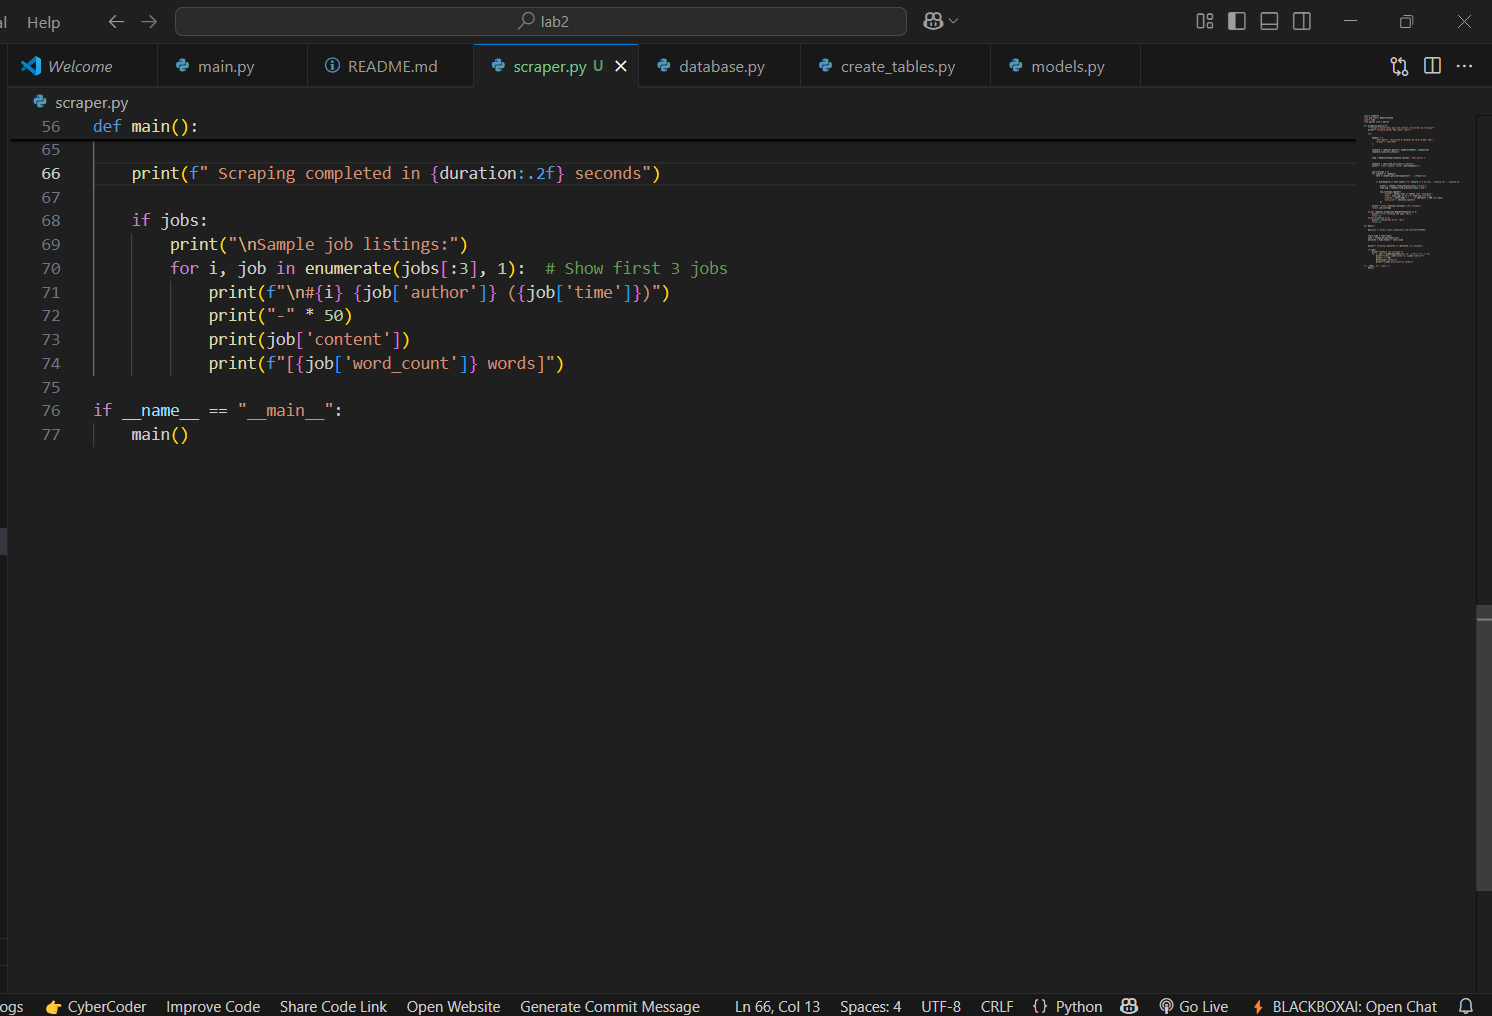 Help
lab2
Welcome
main.py
README.md
scraper.py U
database.py
create_tables.py
models.py
scraper.py
56 def main():
65
66 print(f" Scraping completed in {duration:.2f} seconds")
67
68 if jobs:
69 print("\nSample job listings:")
70 for i, job in enumerate(jobs[:3], 1):  # Show first 3 jobs
71 print(f"\n#{i} {job['author']} ({job['time']})")
72 print("-" * 50)
73 print(job['content'])
74 print(f"[{job['word_count']} words]")
75
76 if __name__ == "__main__":
77 main()
ogs 👉 CyberCoder Improve Code Share Code Link Open Website Generate Commit Message Ln 66, Col 13 Spaces: 4 UTF-8 CRLF {} Python Go Live BLACKBOXAI: Open Chat